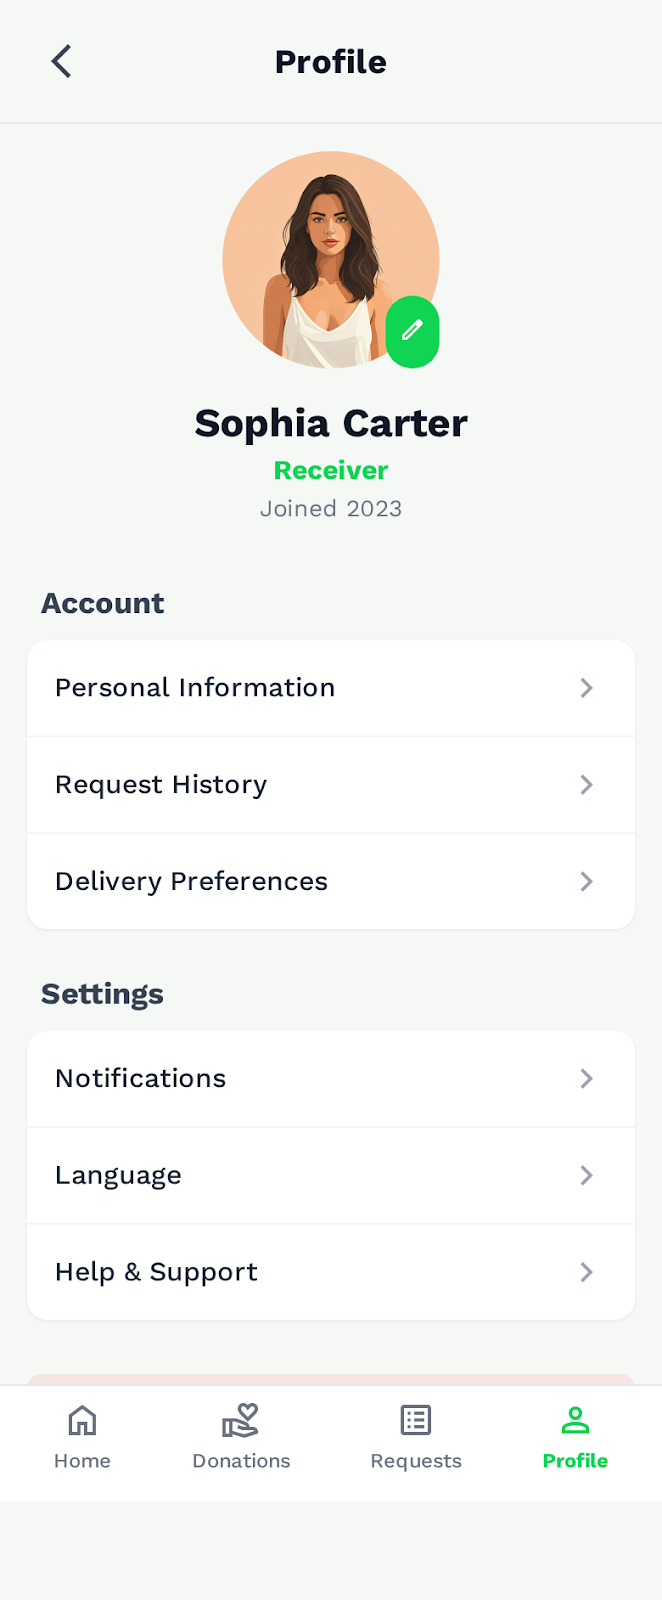 Profile
Sophia Carter
Receiver
Joined 2023
Account
Personal Information
Request History
Delivery Preferences
Settings
Notifications
Language
Help & Support
Home
Donations
Requests
Profile